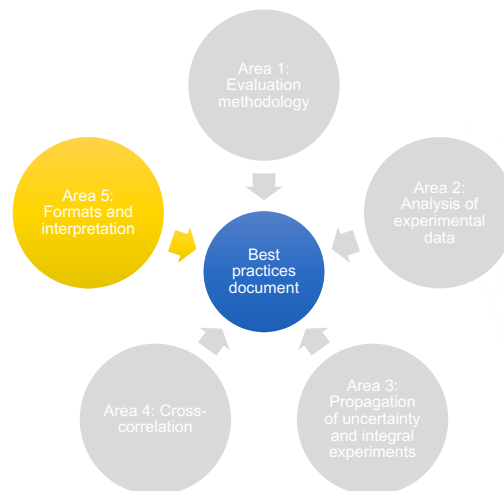 Area 1:
Evaluation
methodology
Area 5:
Formats and
interpretation
Area 2:
Analysis of
experimental
data
Best
practices
document
Area 4: Cross-
correlation
Area 3:
Propagation
of uncertainty
and integral
experiments